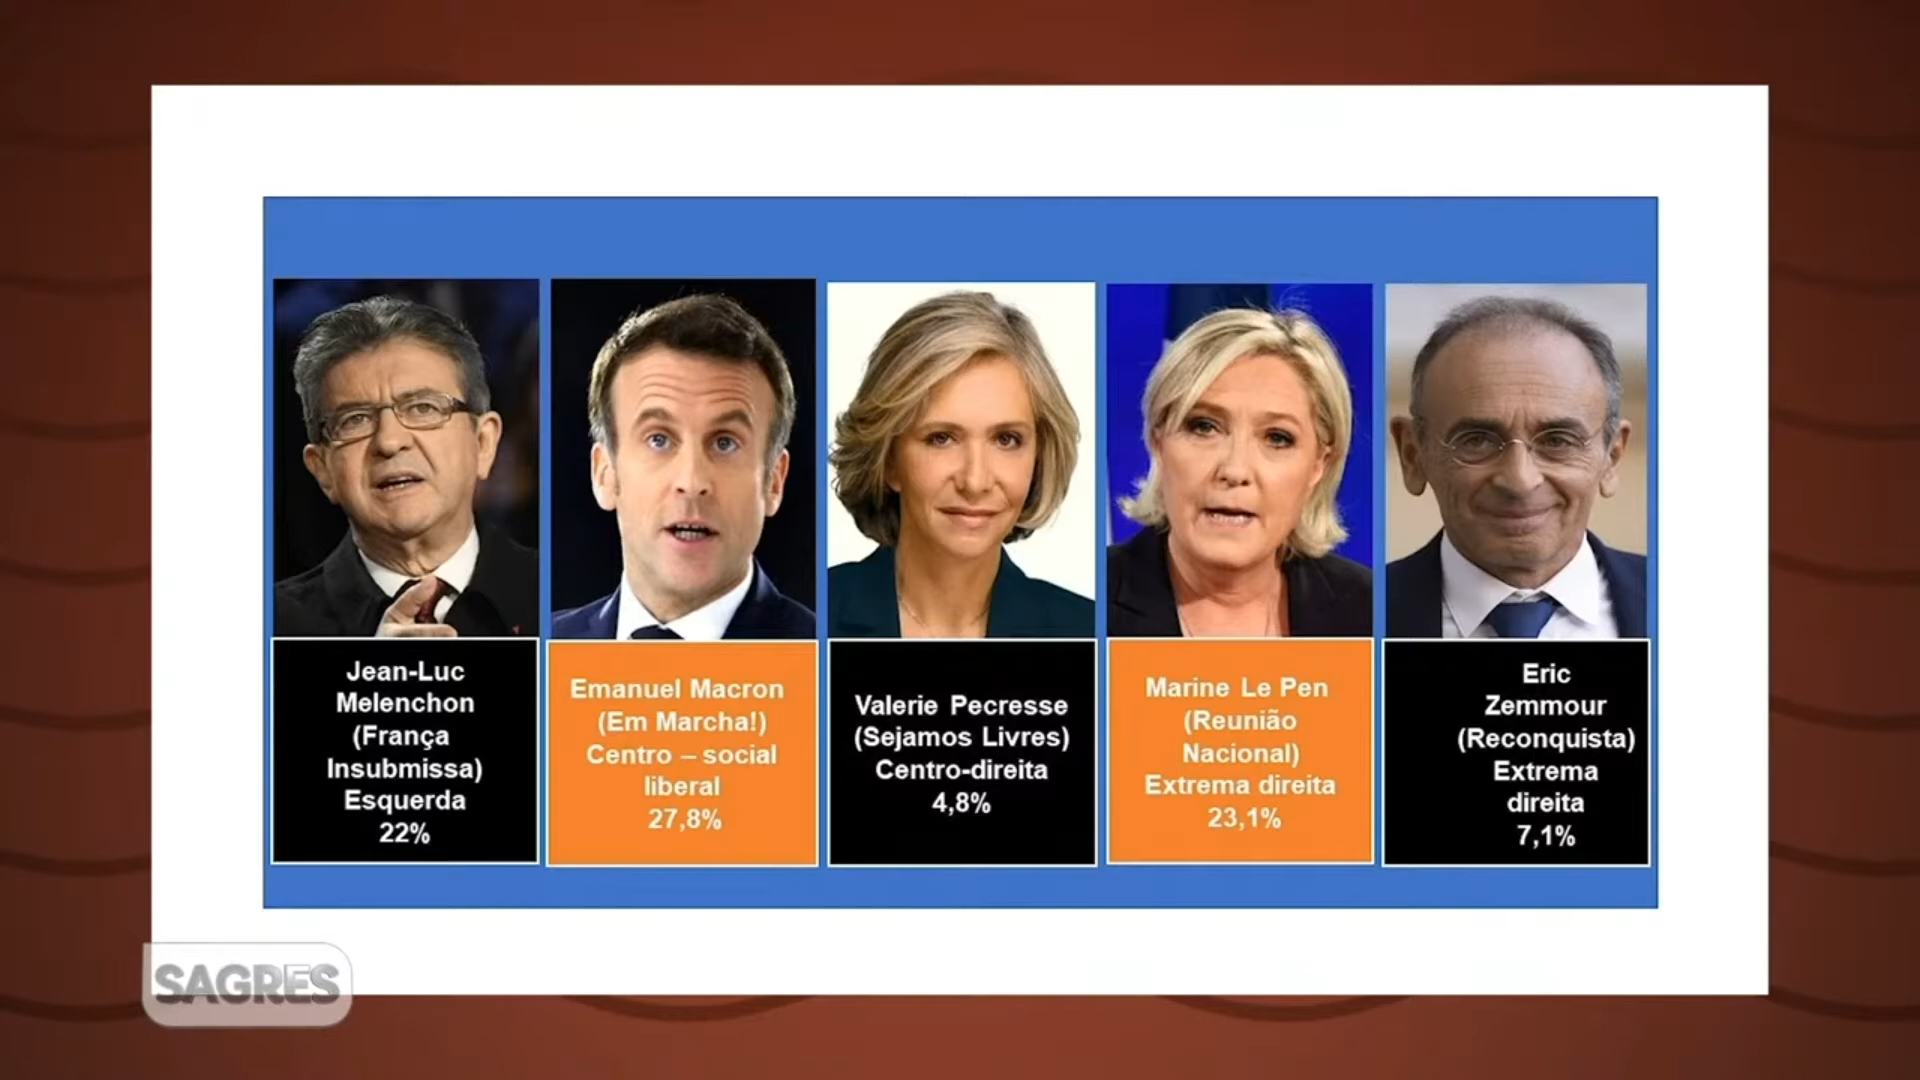 Jean-Luc
Melenchon
(França
Insubmissa)
Esquerda
22%
Emanuel Macron
(Em Marcha!)
Centro – social
liberal
27,8%
Valerie Pecresse
(Sejamos Livres)
Centro-direita
4,8%
Marine Le Pen
(Reunião
Nacional)
Extrema direita
23,1%
Eric
Zemmour
(Reconquista)
Extrema
direita
7,1%
SAGRES